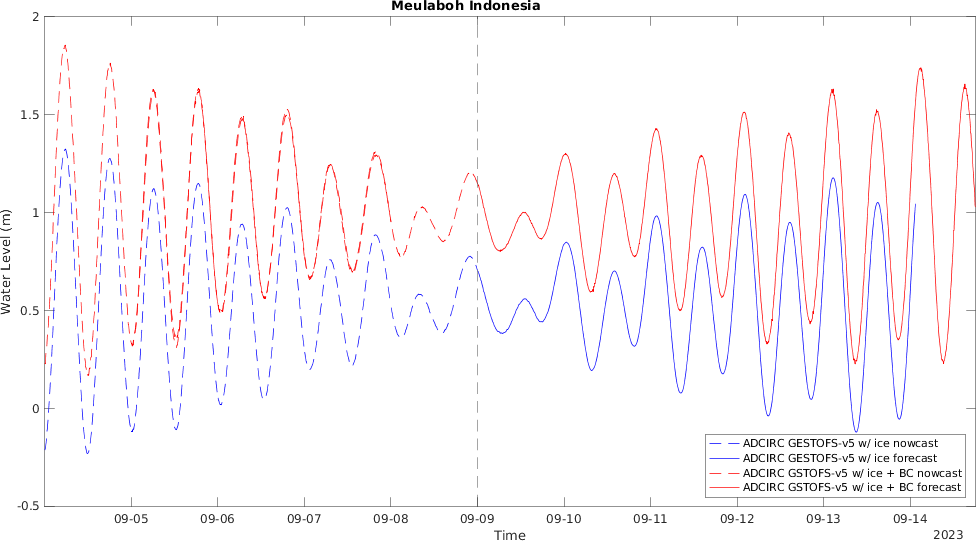 Meulaboh Indonesia
2
1.5
1
0.5
0
-0.5
Water Level (m)
ADCIRC GESTOFS-v5 w/ ice nowcast
ADCIRC GESTOFS-v5 w/ ice forecast
ADCIRC GSTOFS-v5 w/ ice + BC nowcast
ADCIRC GSTOFS-v5 w/ ice + BC forecast
09-05 09-06 09-07 09-08 09-09 09-10 09-11 09-12 09-13 09-14
Time
2023